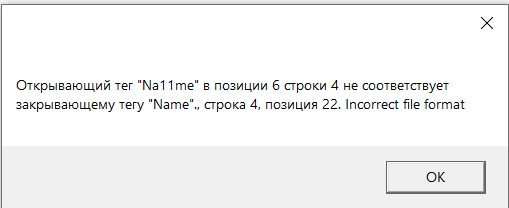 Открывающий тег "Na11me" в позиции 6 строки 4 не соответствует
закрывающему тегу "Name"., строка 4, позиция 22. Incorrect file format
OK